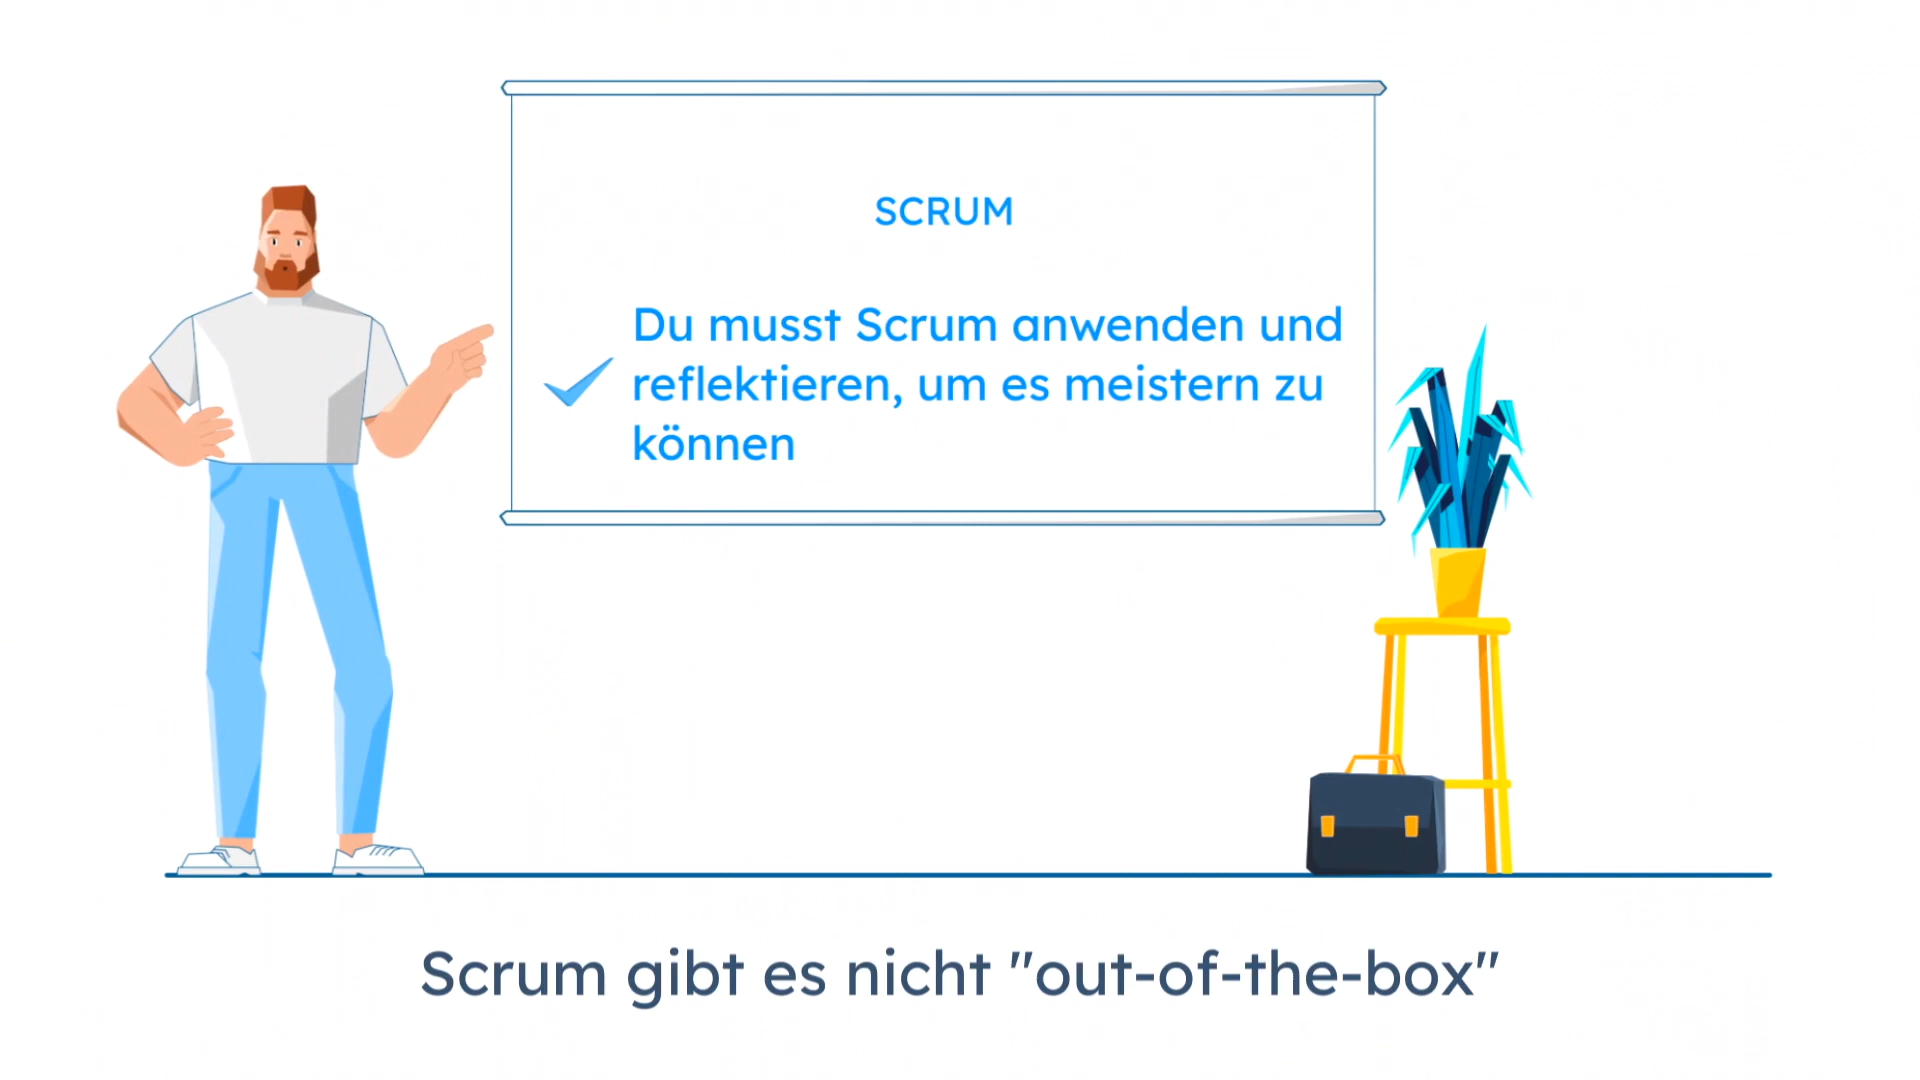 SCRUM
Du musst Scrum anwenden und
reflektieren, um es meistern zu
können
Scrum gibt es nicht "out-of-the-box"